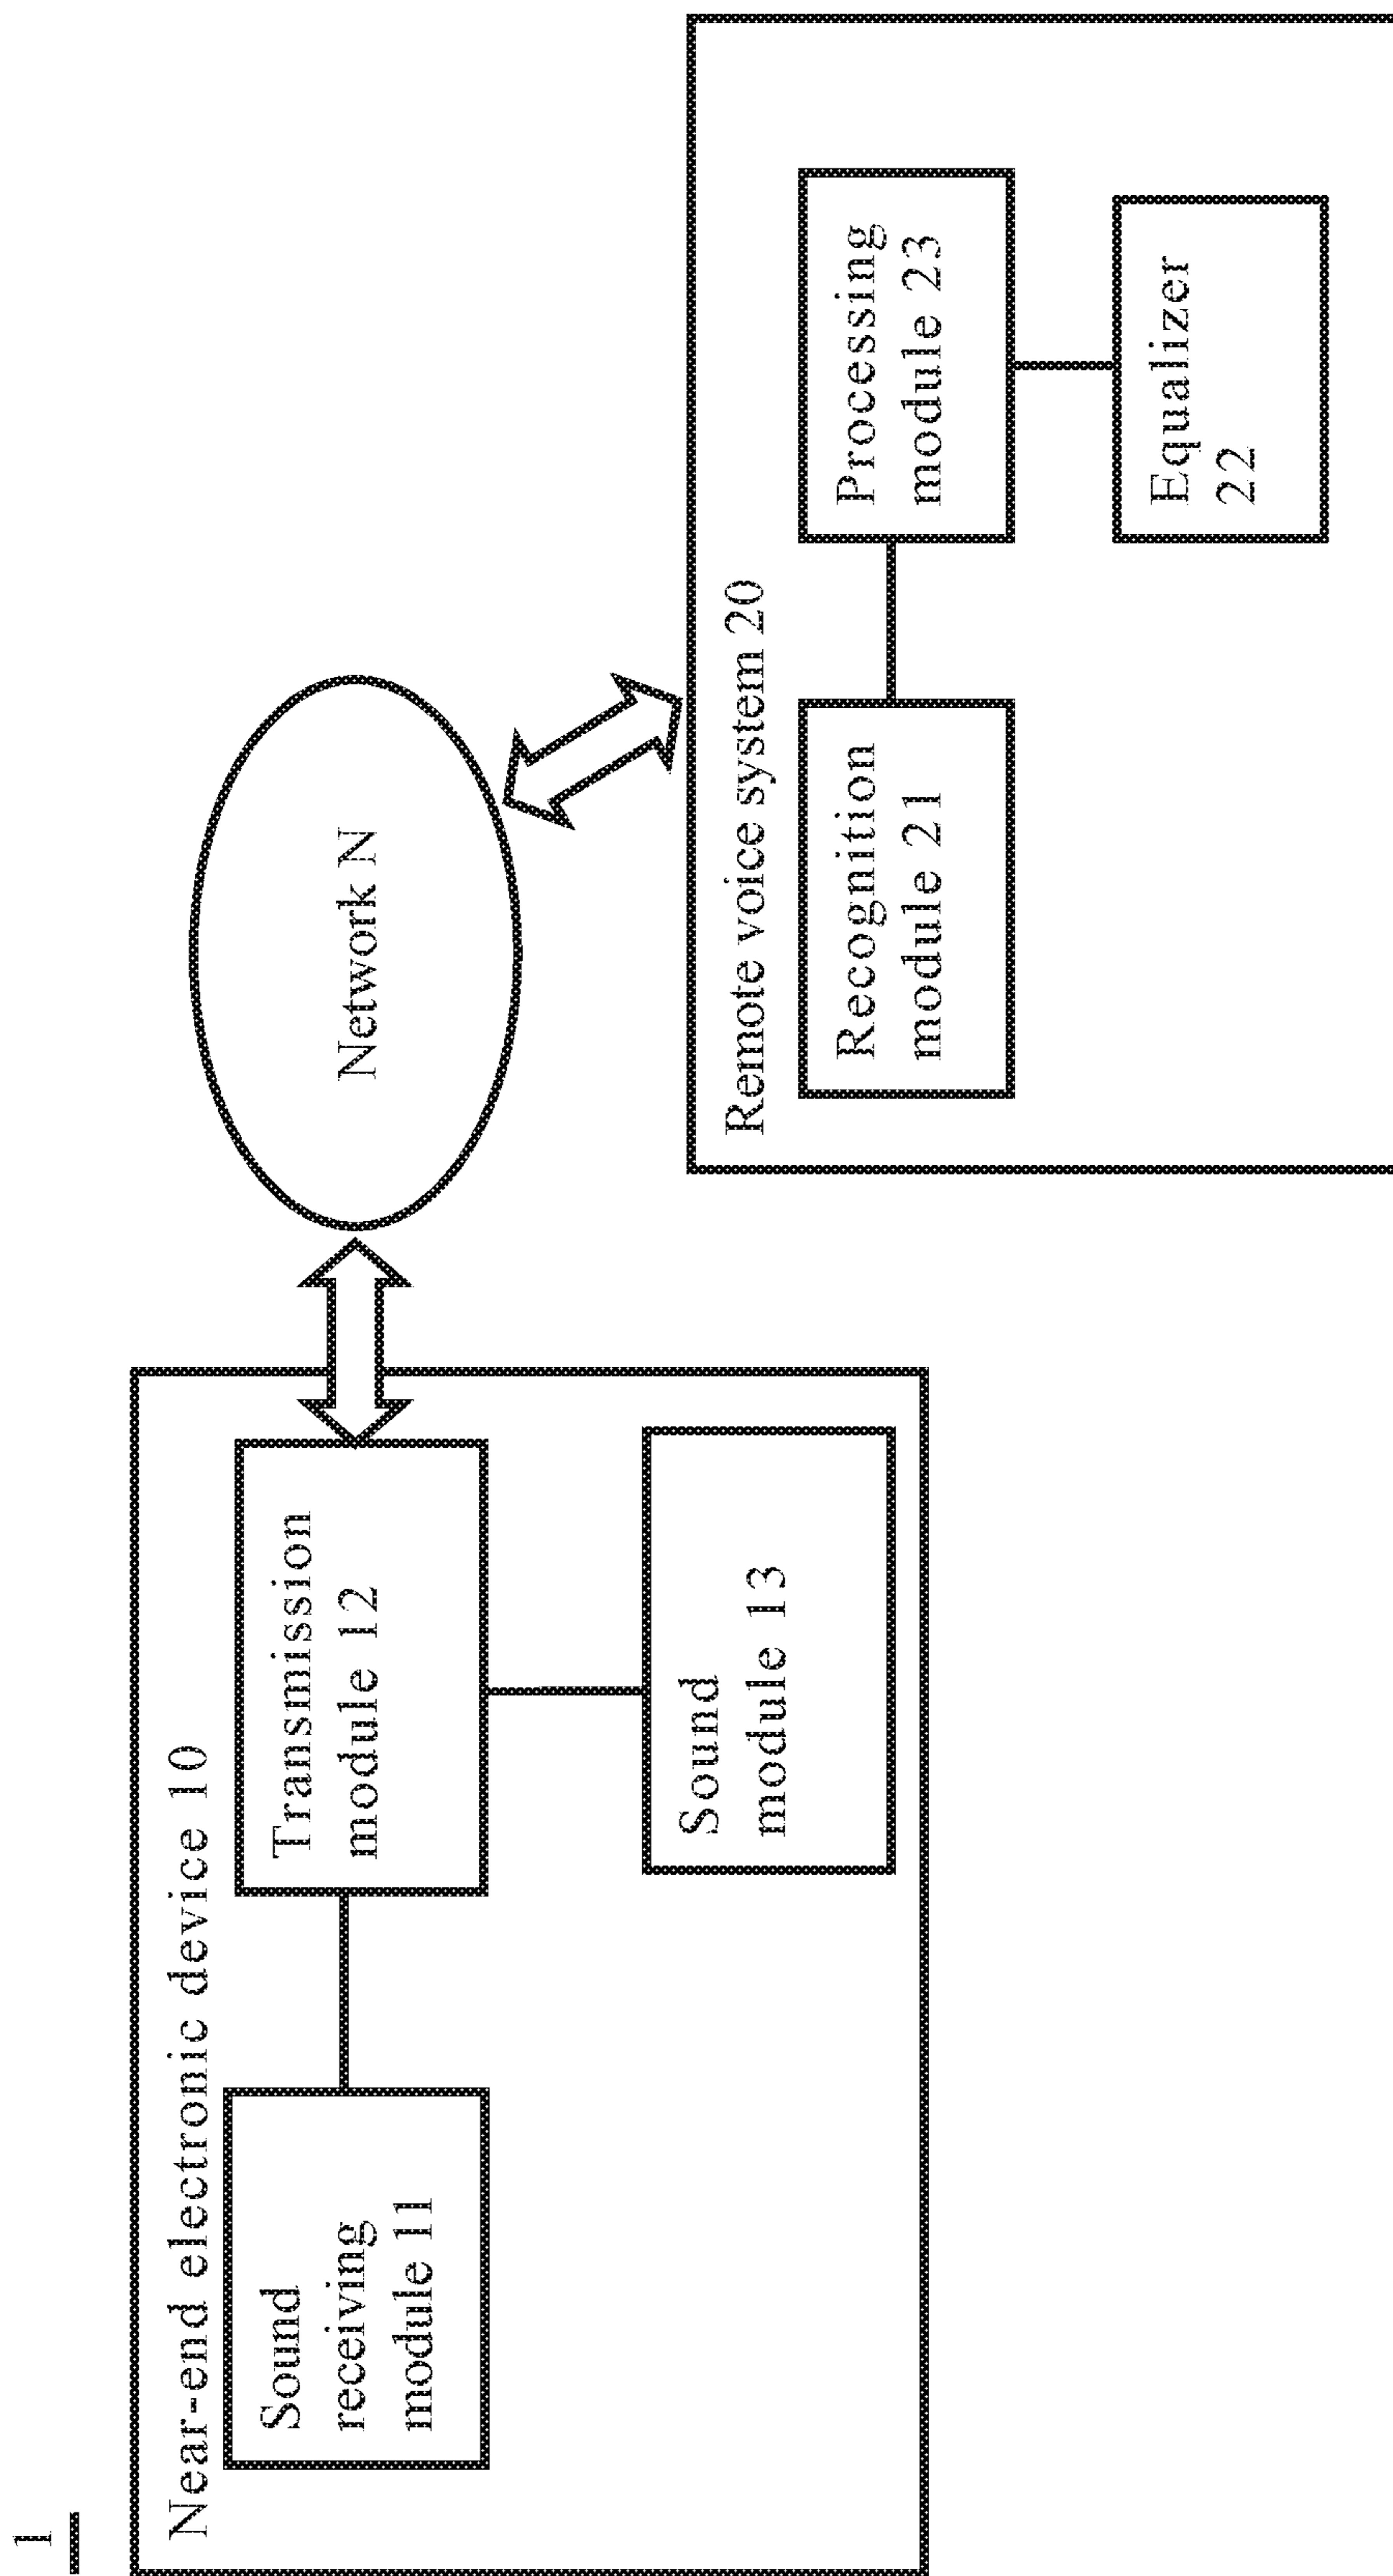 1
Near-end electronic device 10
Sound
receiving
module 11
Transmission
module 12
Sound
module 13
Network N
Remote voice system 20
Recognition
module 21
Processing
module 23
Equalizer
22